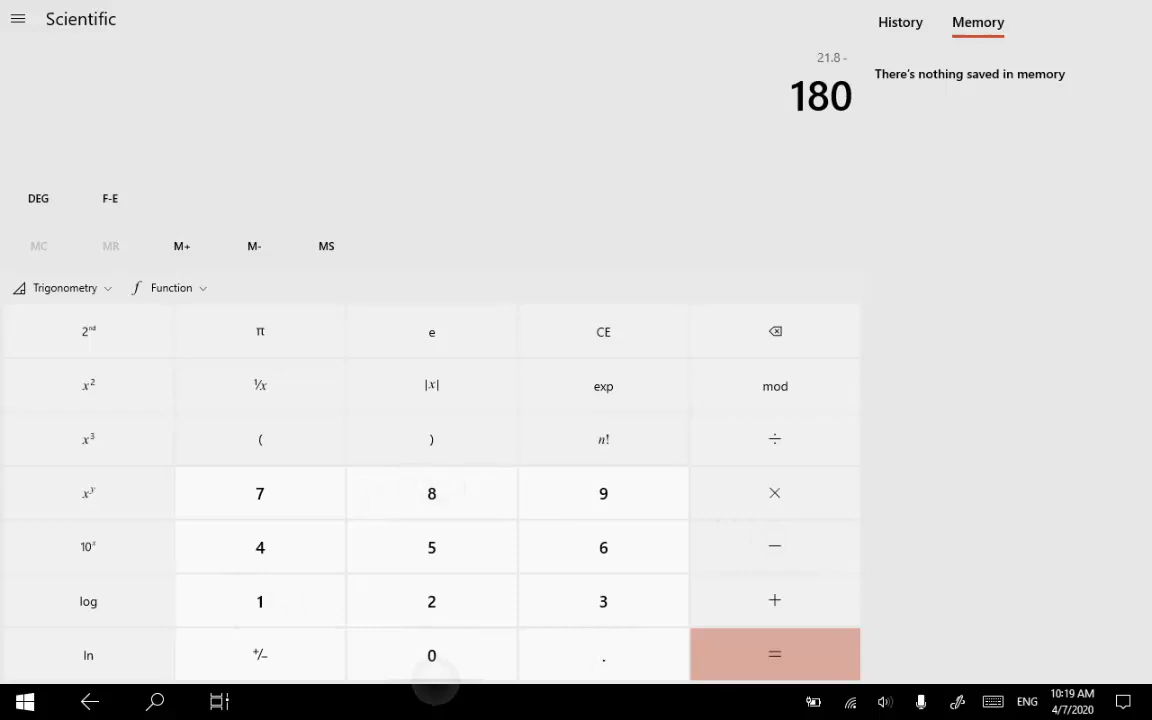 Scientific
History Memory
21.8 -
180
There's nothing saved in memory
DEG F-E
MC MR M+ M- MS
Trigonometry f Function
2ⁿᵈ π e CE
x² ¹⁄x |x| exp mod
x³ ( ) n! ÷
xʸ 7 8 9 ×
10ˣ 4 5 6 −
log 1 2 3 +
ln +/− 0 . =
ENG
10:19 AM
4/7/2020